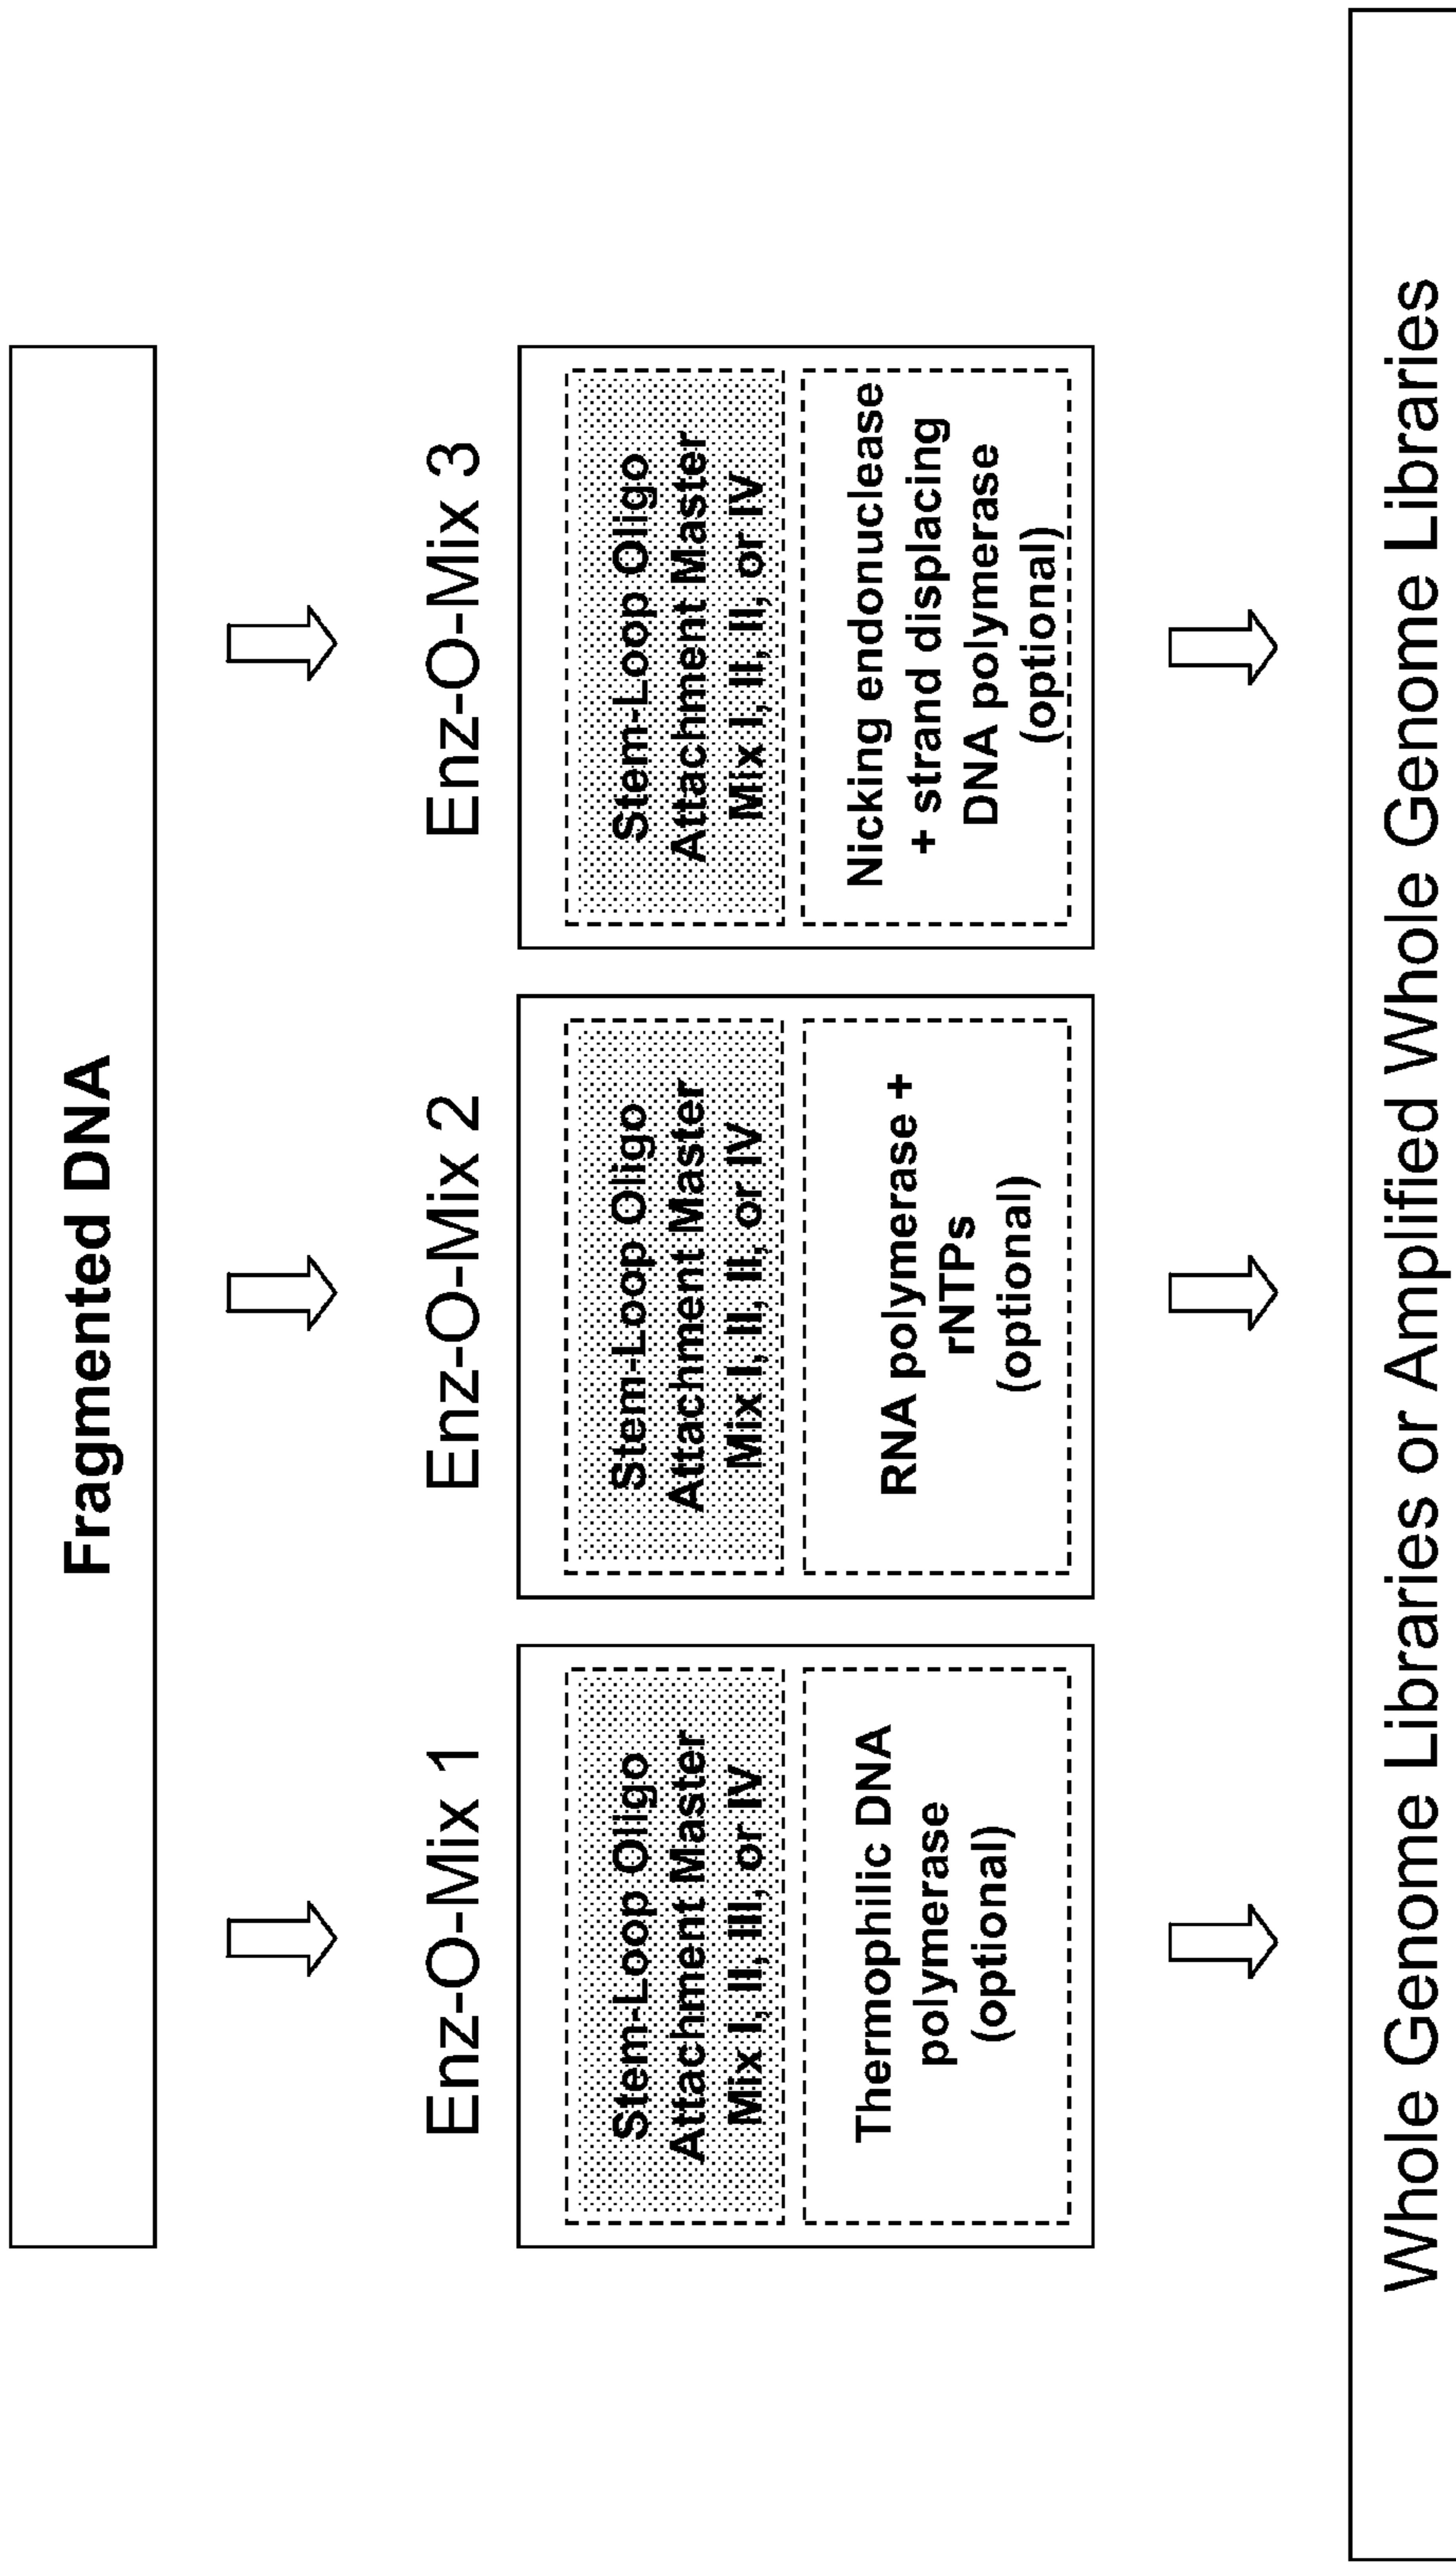 Fragmented DNA
Enz-O-Mix 1
Stem-Loop Oligo
Attachment Master
Mix I, II, III, or IV
Thermophilic DNA
polymerase
(optional)
Enz-O-Mix 2
Stem-Loop Oligo
Attachment Master
Mix I, II, II, or IV
RNA polymerase +
rNTPs
(optional)
Enz-O-Mix 3
Stem-Loop Oligo
Attachment Master
Mix I, II, II, or IV
Nicking endonuclease
+ strand displacing
DNA polymerase
(optional)
Whole Genome Libraries or Amplified Whole Genome Libraries